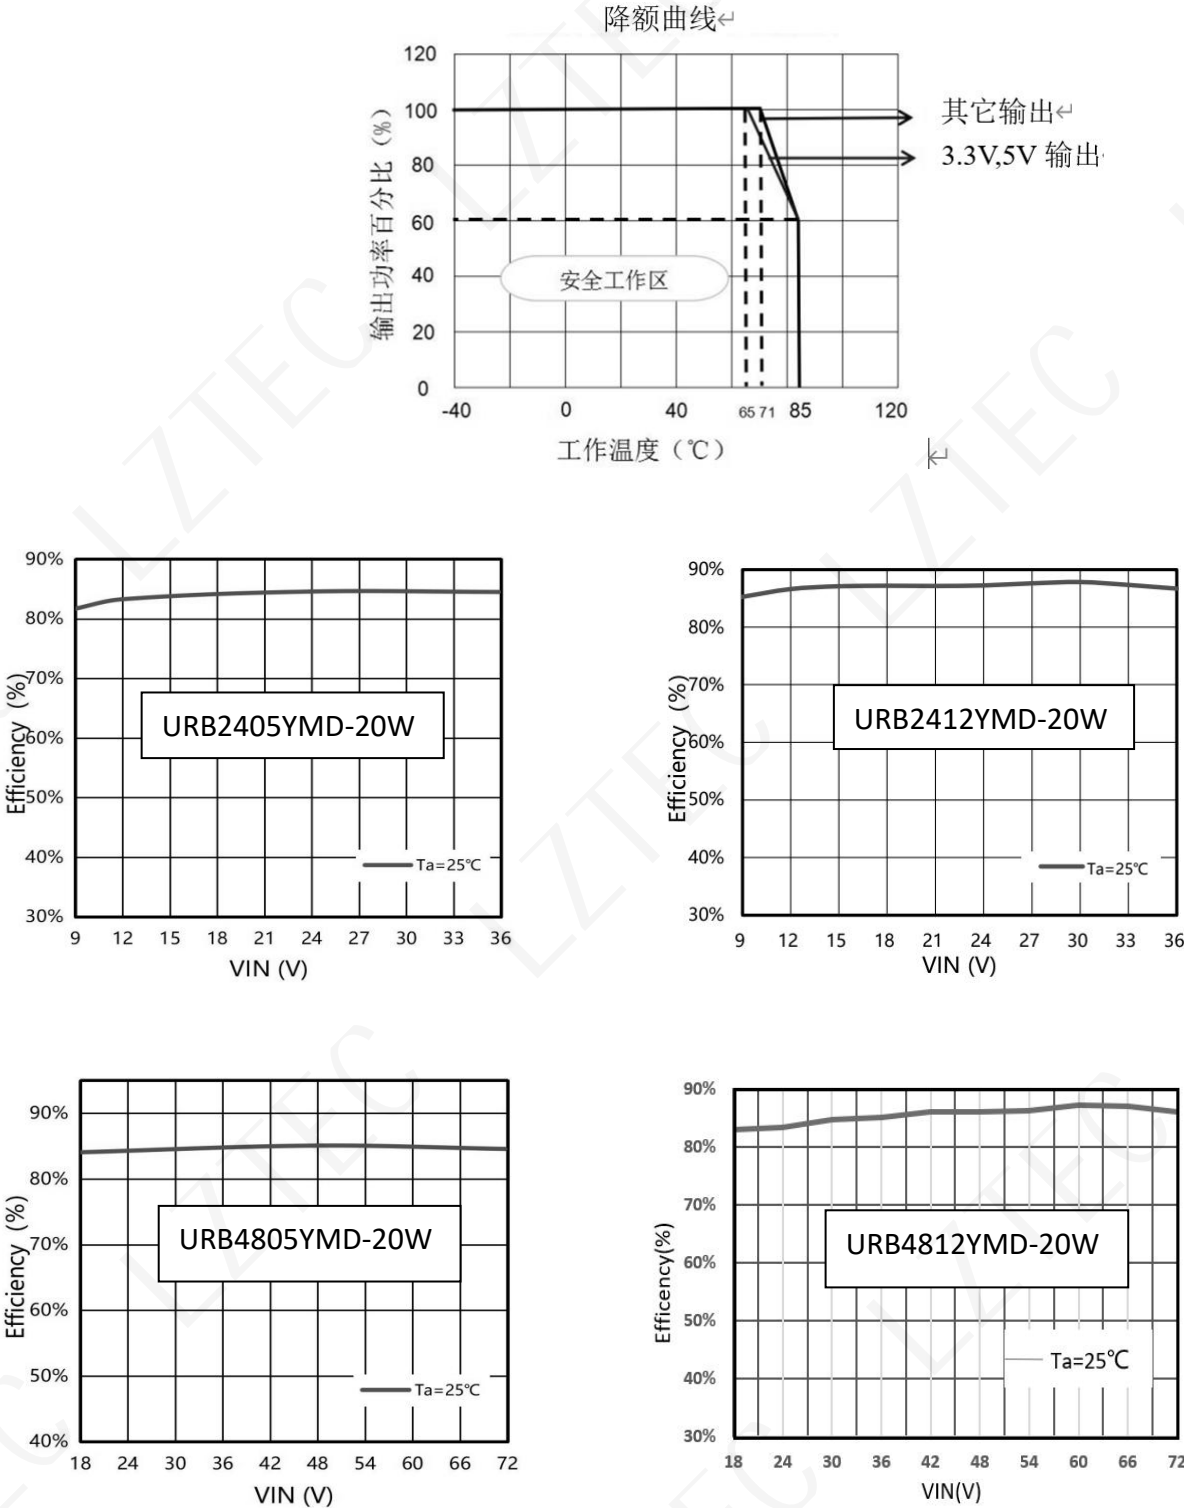 降额曲线↵
120
100
80
60
40
20
0
输出功率百分比（%）
其它输出↵
3.3V,5V 输出
安全工作区
-40 0 40 65 71 85 120
工作温度（℃）
↵
90%
80%
70%
60%
50%
40%
30%
Efficiency (%)
URB2405YMD-20W
Ta=25℃
9 12 15 18 21 24 27 30 33 36
VIN (V)
90%
80%
70%
60%
50%
40%
30%
Efficiency (%)
URB2412YMD-20W
Ta=25℃
9 12 15 18 21 24 27 30 33 36
VIN (V)
90%
80%
70%
60%
50%
40%
Efficiency (%)
URB4805YMD-20W
Ta=25℃
18 24 30 36 42 48 54 60 66 72
VIN (V)
90%
80%
70%
60%
50%
40%
30%
Efficency(%)
URB4812YMD-20W
Ta=25℃
18 24 30 36 42 48 54 60 66 72
VIN(V)
LZTEC
LZTEC
LZTEC
LZTEC
LZTEC
LZTEC